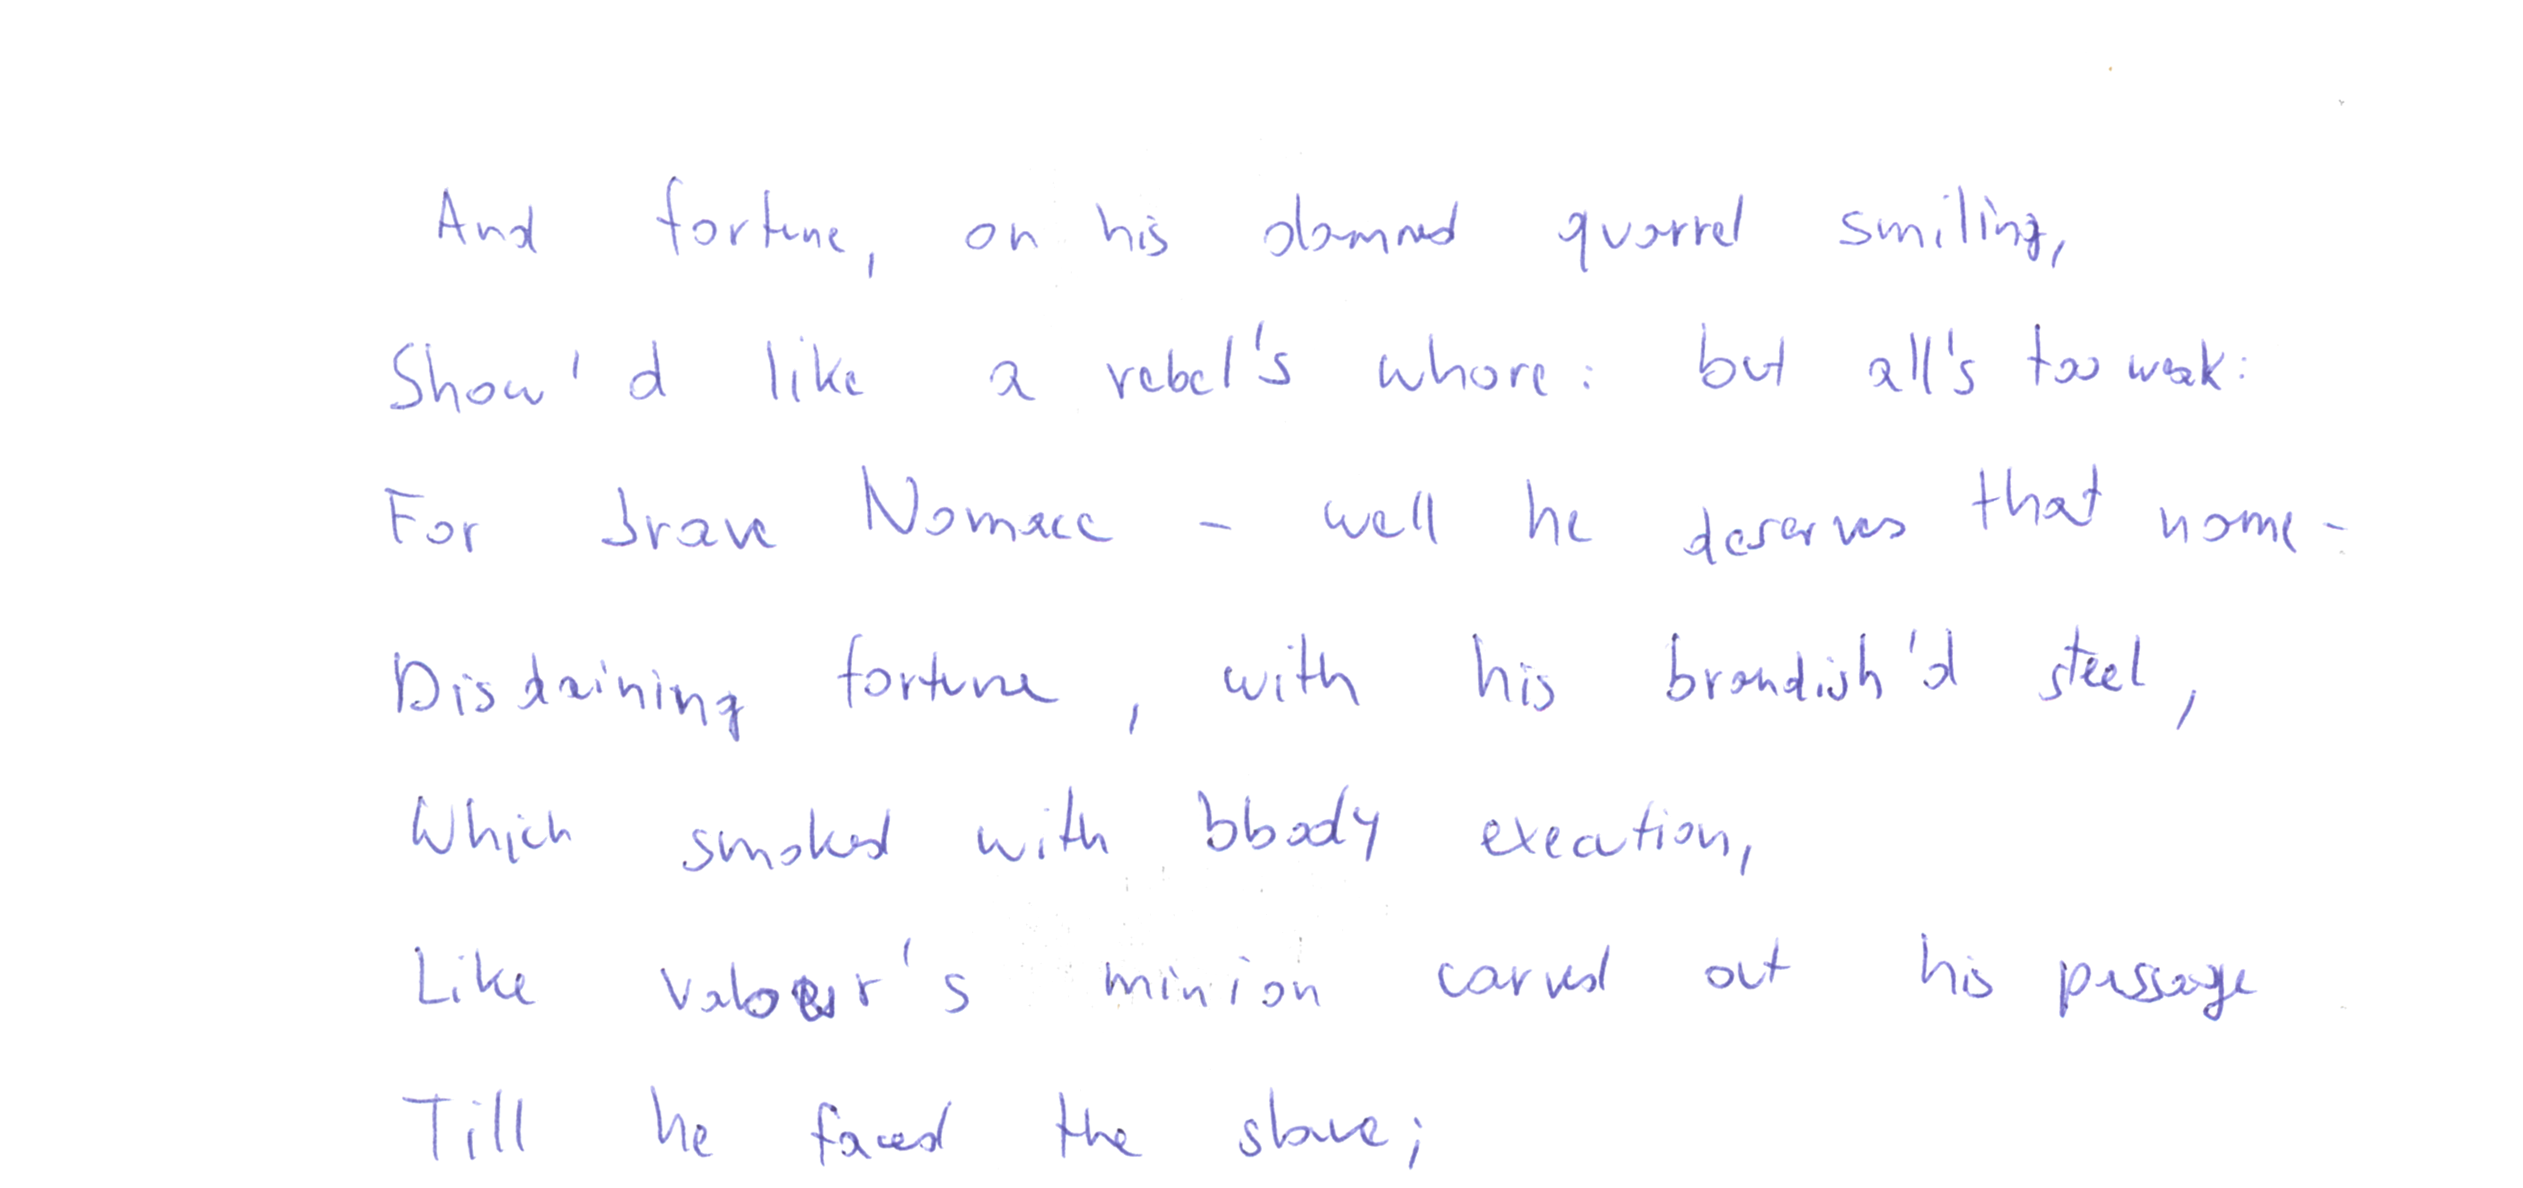 And fortune, on his damned quarrel smiling,
Show'd like a rebel's whore: but all's too weak:
For brave Nomacc - well he deserves that name -
Disdaining fortune, with his brandish'd steel,
Which smoked with bloody execution,
Like valour's minion carved out his passage
Till he faced the slave;